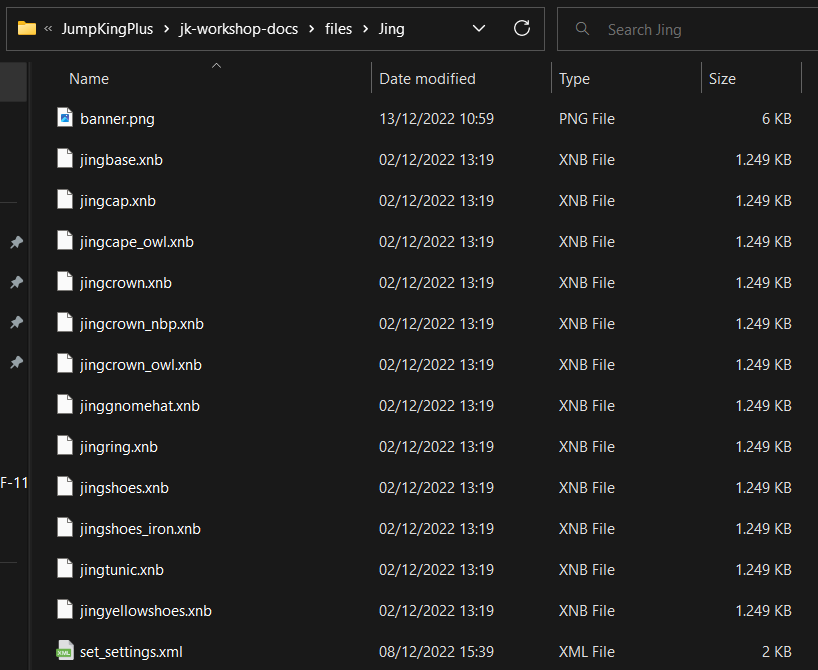 « JumpKingPlus > jk-workshop-docs > files > Jing Search Jing
Name Date modified Type Size
banner.png 13/12/2022 10:59 PNG File 6 KB
jingbase.xnb 02/12/2022 13:19 XNB File 1.249 KB
jingcap.xnb 02/12/2022 13:19 XNB File 1.249 KB
jingcape_owl.xnb 02/12/2022 13:19 XNB File 1.249 KB
jingcrown.xnb 02/12/2022 13:19 XNB File 1.249 KB
jingcrown_nbp.xnb 02/12/2022 13:19 XNB File 1.249 KB
jingcrown_owl.xnb 02/12/2022 13:19 XNB File 1.249 KB
jinggnomehat.xnb 02/12/2022 13:19 XNB File 1.249 KB
jingring.xnb 02/12/2022 13:19 XNB File 1.249 KB
F-11 jingshoes.xnb 02/12/2022 13:19 XNB File 1.249 KB
jingshoes_iron.xnb 02/12/2022 13:19 XNB File 1.249 KB
jingtunic.xnb 02/12/2022 13:19 XNB File 1.249 KB
jingyellowshoes.xnb 02/12/2022 13:19 XNB File 1.249 KB
XML set_settings.xml 08/12/2022 15:39 XML File 2 KB